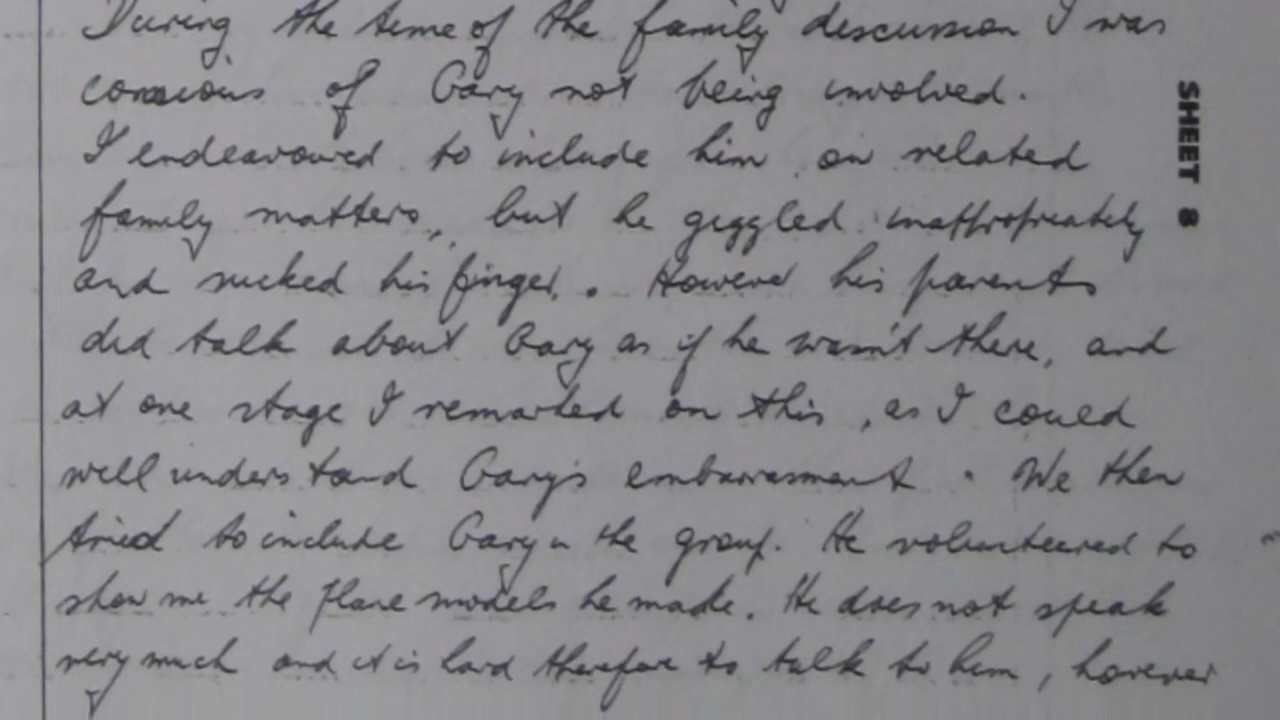 During the time of the family discussion I was
conscious of Gary not being involved.
I endeavoured to include him on related
family matters, but he giggled inappropriately
and sucked his finger. However his parents
did talk about Gary as if he wasn't there, and
at one stage I remarked on this, as I could
well understand Gary's embarrasment. We then
tried to include Gary in the group. He volunteered to
show me the plane models he made. He does not speak
very much and it is hard therefore to talk to him, however
SHEET 8